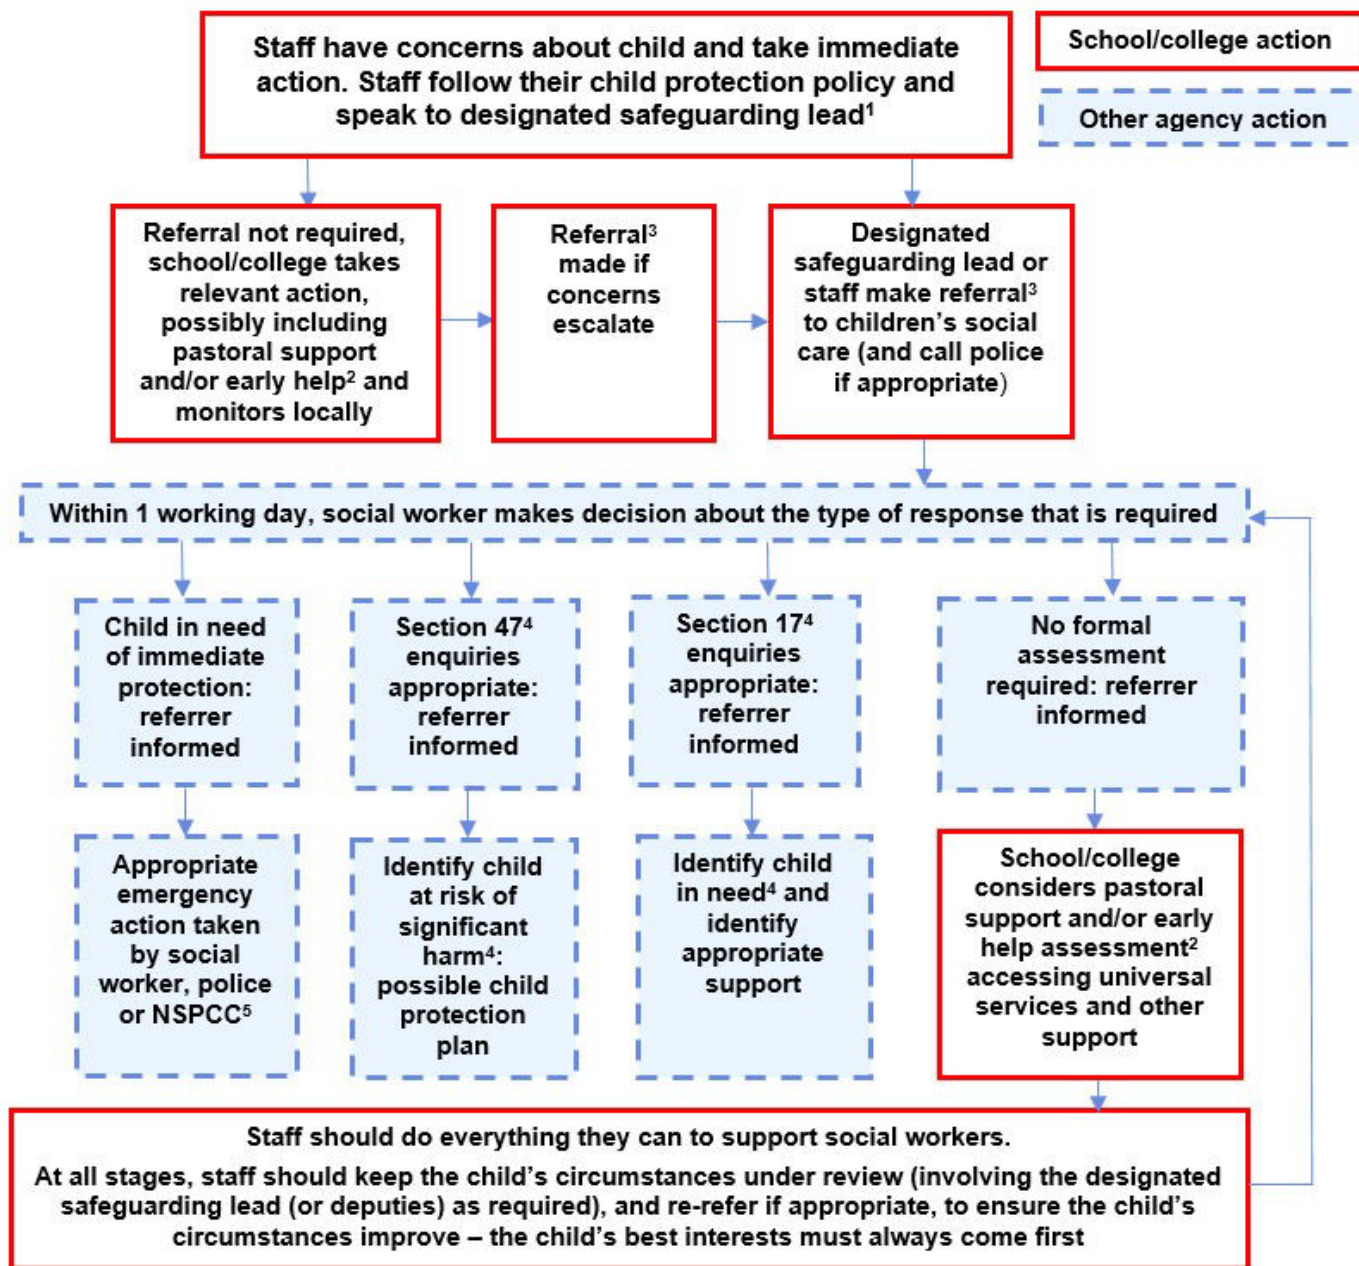 Staff have concerns about child and take immediate
action. Staff follow their child protection policy and
speak to designated safeguarding lead¹
School/college action
Other agency action
Referral not required,
school/college takes
relevant action,
possibly including
pastoral support
and/or early help² and
monitors locally
Referral³
made if
concerns
escalate
Designated
safeguarding lead or
staff make referral³
to children’s social
care (and call police
if appropriate)
Within 1 working day, social worker makes decision about the type of response that is required
Child in need
of immediate
protection:
referrer
informed
Section 47⁴
enquiries
appropriate:
referrer
informed
Section 17⁴
enquiries
appropriate:
referrer
informed
No formal
assessment
required: referrer
informed
Appropriate
emergency
action taken
by social
worker, police
or NSPCC⁵
Identify child
at risk of
significant
harm⁴:
possible child
protection
plan
Identify child
in need⁴ and
identify
appropriate
support
School/college
considers pastoral
support and/or early
help assessment²
accessing universal
services and other
support
Staff should do everything they can to support social workers.
At all stages, staff should keep the child’s circumstances under review (involving the designated
safeguarding lead (or deputies) as required), and re-refer if appropriate, to ensure the child’s
circumstances improve – the child’s best interests must always come first